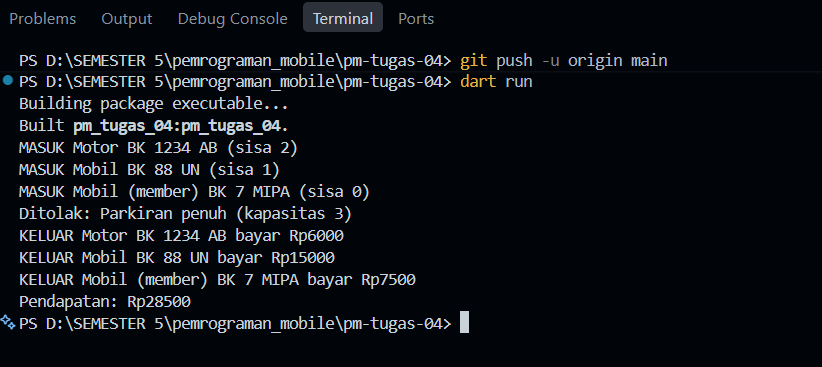 Problems Output Debug Console Terminal Ports
PS D:\SEMESTER 5\pemrograman_mobile\pm-tugas-04> git push -u origin main
PS D:\SEMESTER 5\pemrograman_mobile\pm-tugas-04> dart run
Building package executable...
Built pm_tugas_04:pm_tugas_04.
MASUK Motor BK 1234 AB (sisa 2)
MASUK Mobil BK 88 UN (sisa 1)
MASUK Mobil (member) BK 7 MIPA (sisa 0)
Ditolak: Parkiran penuh (kapasitas 3)
KELUAR Motor BK 1234 AB bayar Rp6000
KELUAR Mobil BK 88 UN bayar Rp15000
KELUAR Mobil (member) BK 7 MIPA bayar Rp7500
Pendapatan: Rp28500
PS D:\SEMESTER 5\pemrograman_mobile\pm-tugas-04>